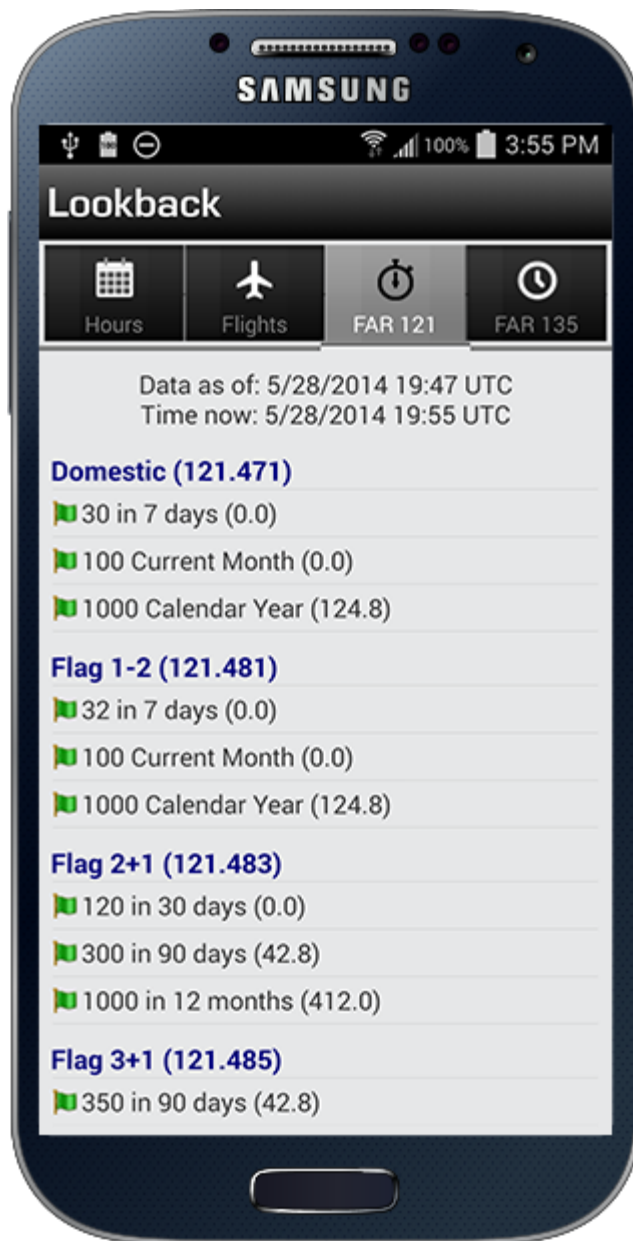 SAMSUNG
100% 3:55 PM
Lookback
Hours Flights FAR 121 FAR 135
Data as of: 5/28/2014 19:47 UTC
Time now: 5/28/2014 19:55 UTC
Domestic (121.471)
30 in 7 days (0.0)
100 Current Month (0.0)
1000 Calendar Year (124.8)
Flag 1-2 (121.481)
32 in 7 days (0.0)
100 Current Month (0.0)
1000 Calendar Year (124.8)
Flag 2+1 (121.483)
120 in 30 days (0.0)
300 in 90 days (42.8)
1000 in 12 months (412.0)
Flag 3+1 (121.485)
350 in 90 days (42.8)